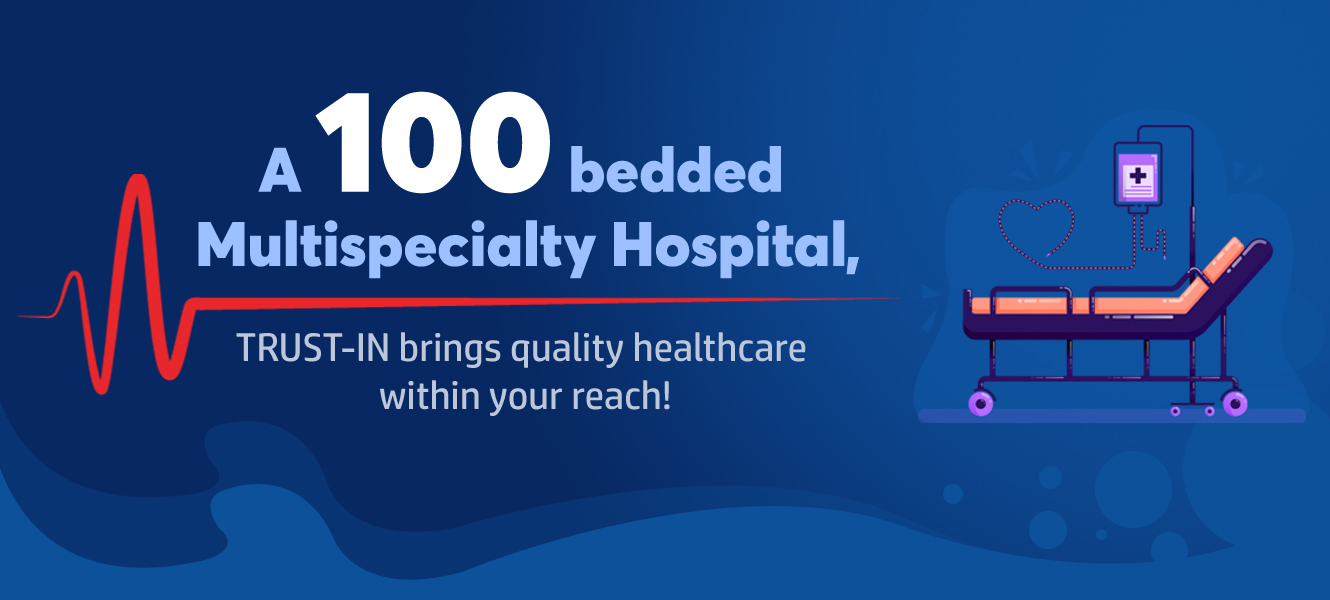 A 100 bedded
Multispecialty Hospital,
TRUST-IN brings quality healthcare
within your reach!